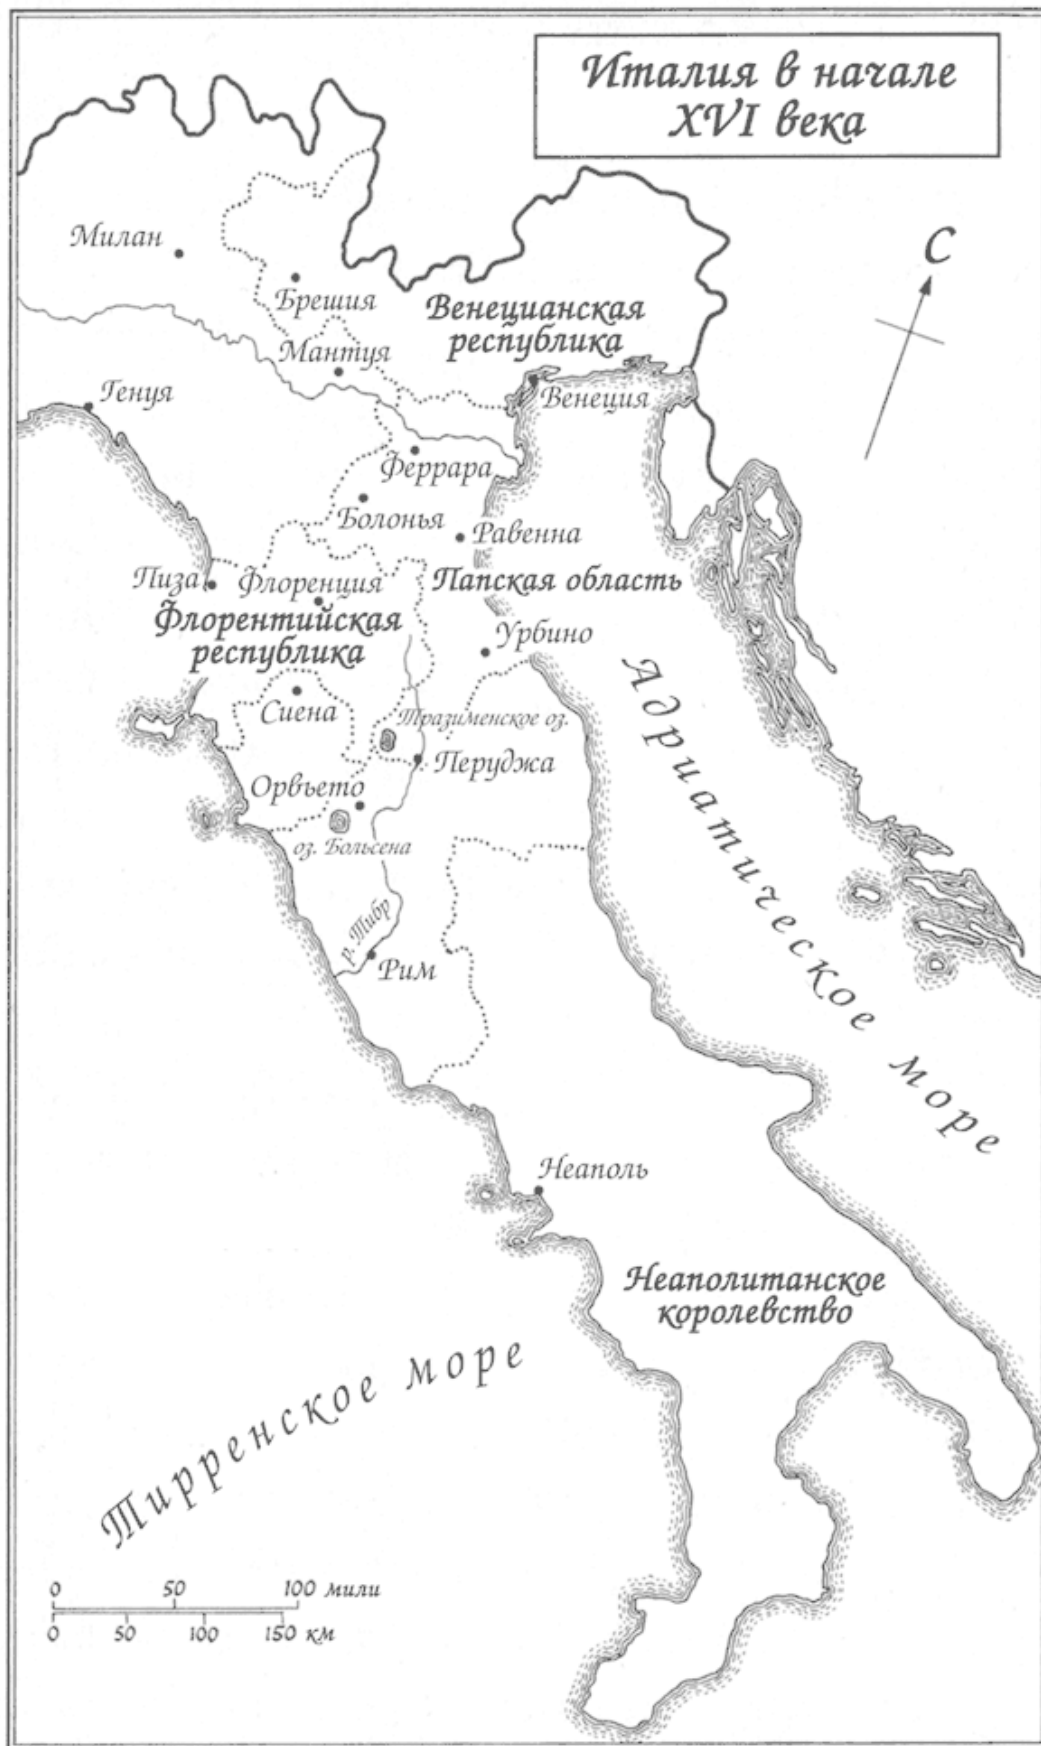 Италия в начале
XVI века
С
Милан
Брешия
Венецианская
республика
Мантуя
Генуя
Венеция
Феррара
Болонья
Равенна
Пиза
Флоренция
Папская область
Флорентийская
республика
Урбино
Сиена
Тразименское оз.
Перуджа
Орвьето
оз. Больсена
р. Тибр
Рим
Адриатическое море
Неаполь
Неаполитанское
королевство
Тирренское море
0 50 100 мили
0 50 100 150 км